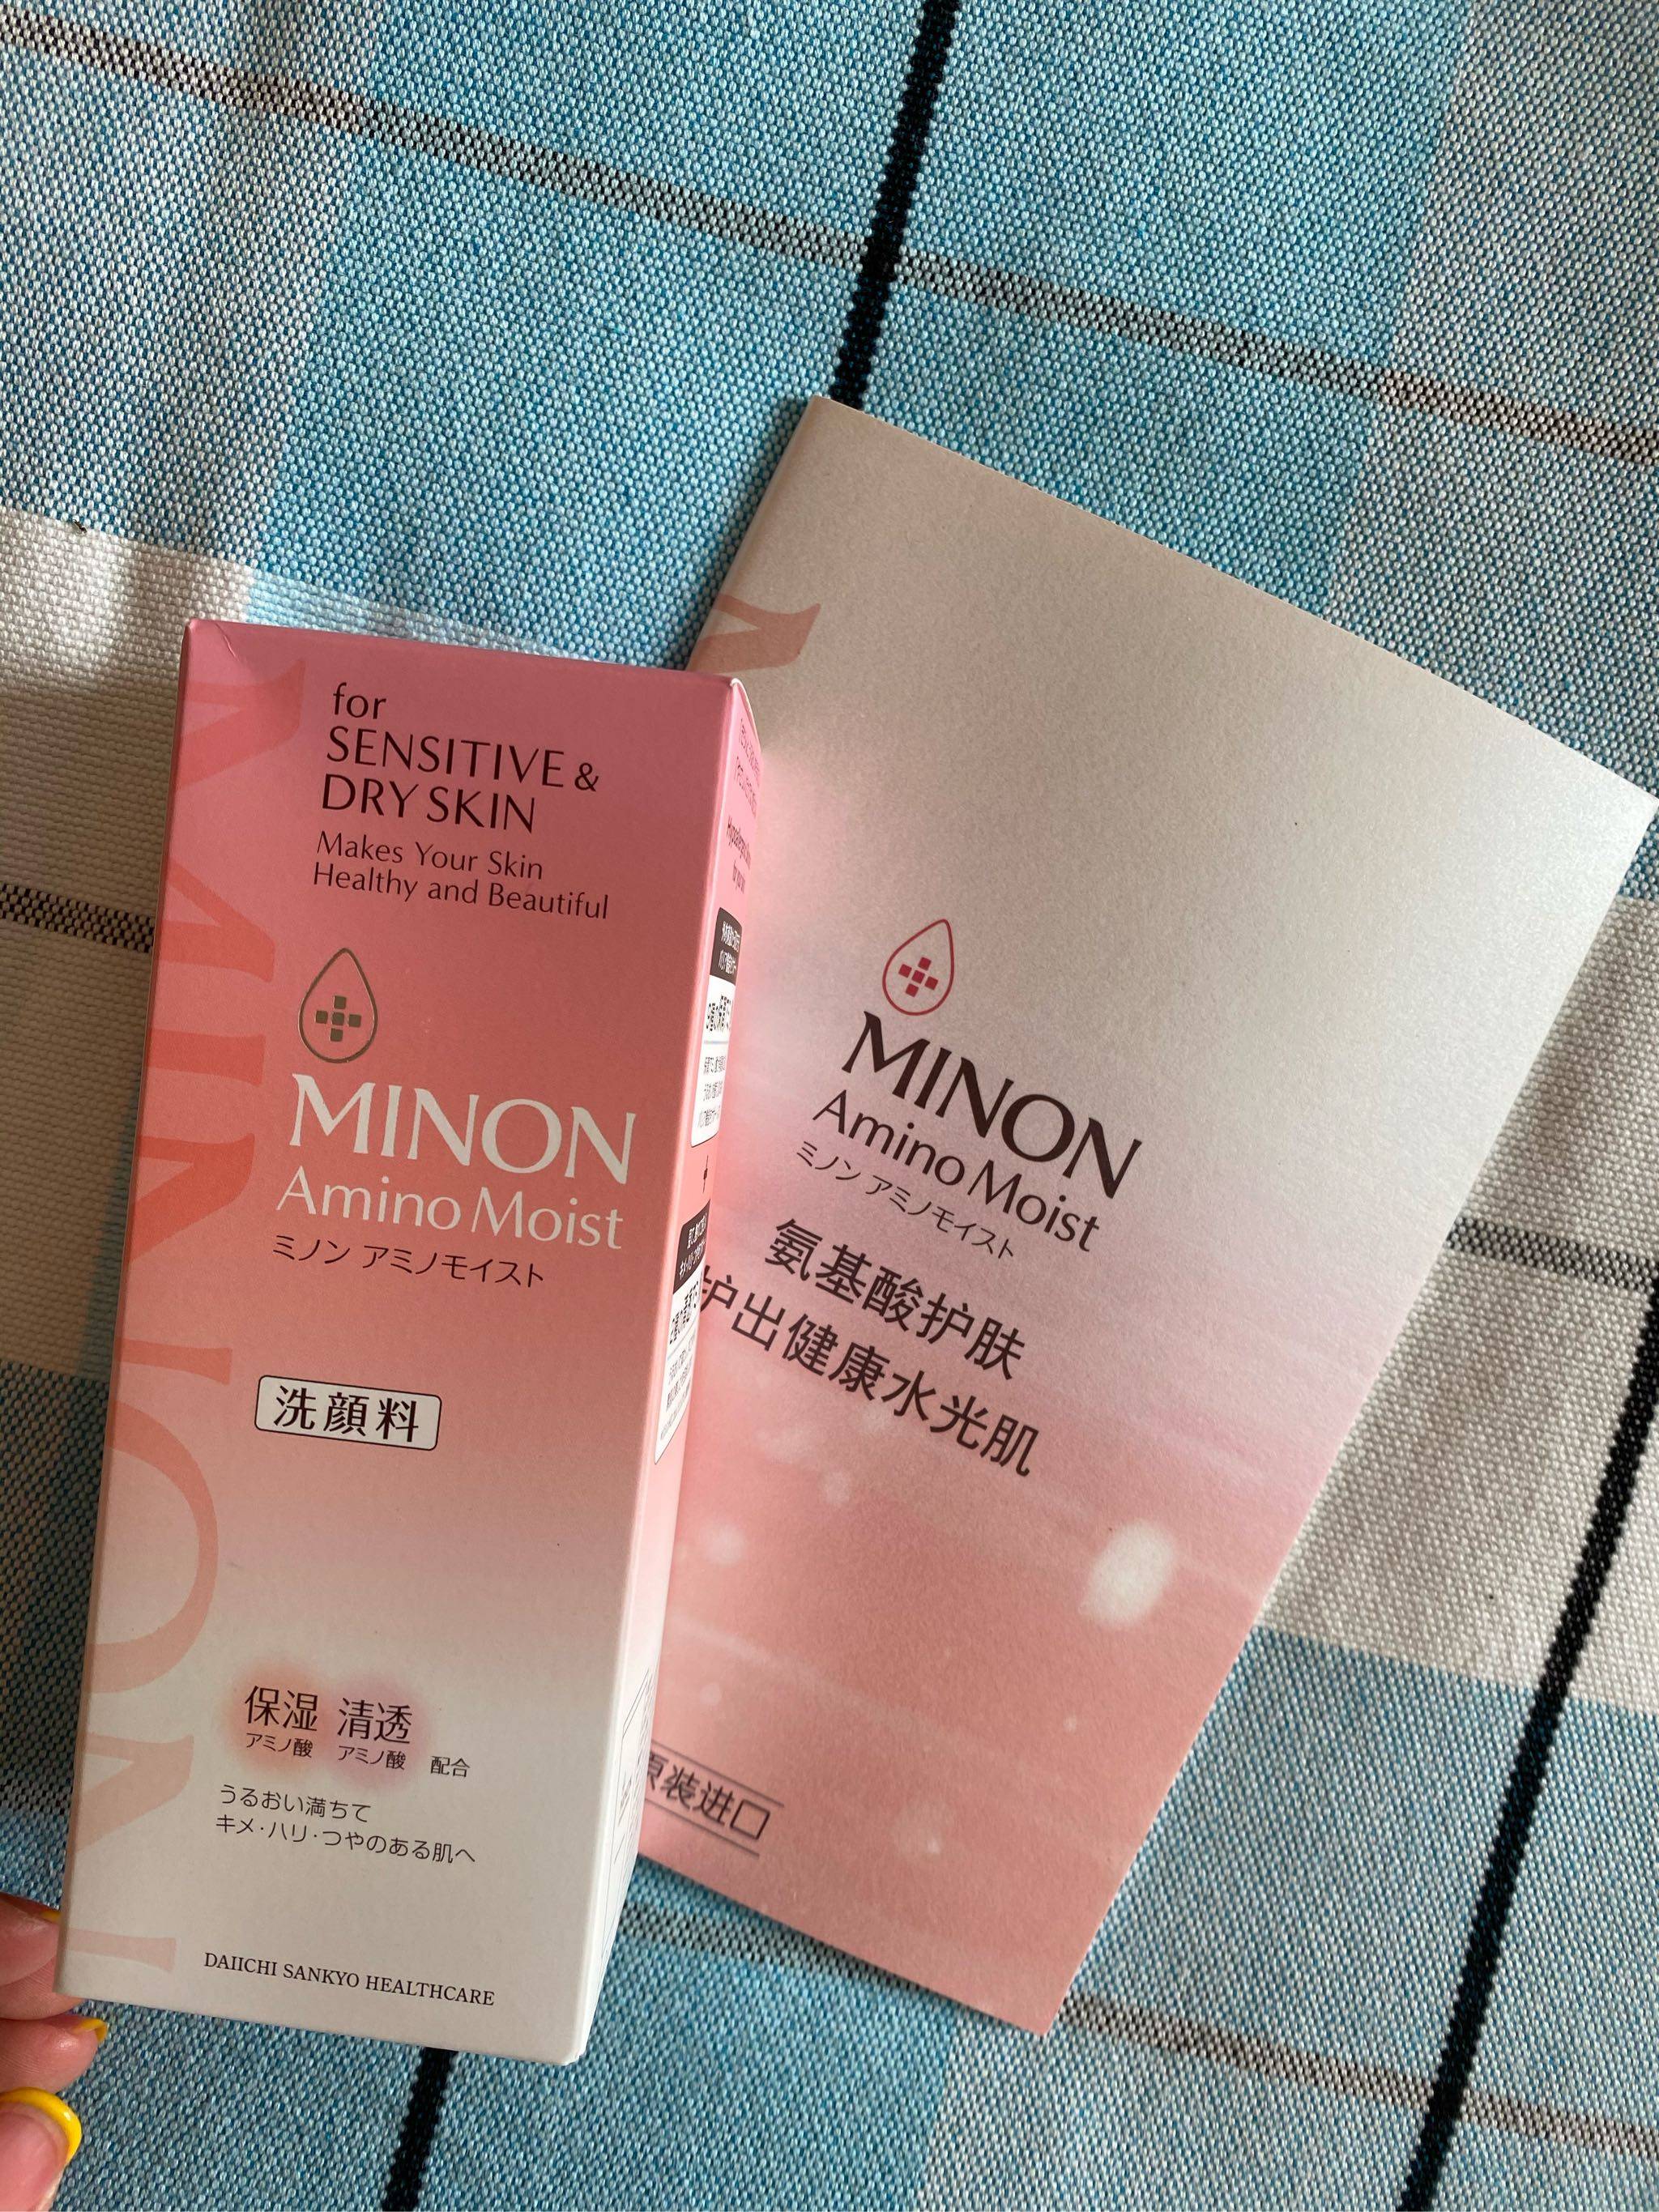 for
SENSITIVE &
DRY SKIN
Makes Your Skin
Healthy and Beautiful
MINON
Amino Moist
ミノン アミノモイスト
洗顔料
保湿 清透
アミノ酸 アミノ酸 配合
うるおい満ちて
キメ・ハリ・つやのある肌へ
DAIICHI SANKYO HEALTHCARE
MINON
MINON
Amino Moist
ミノン アミノモイスト
氨基酸护肤
护出健康水光肌
原装进口